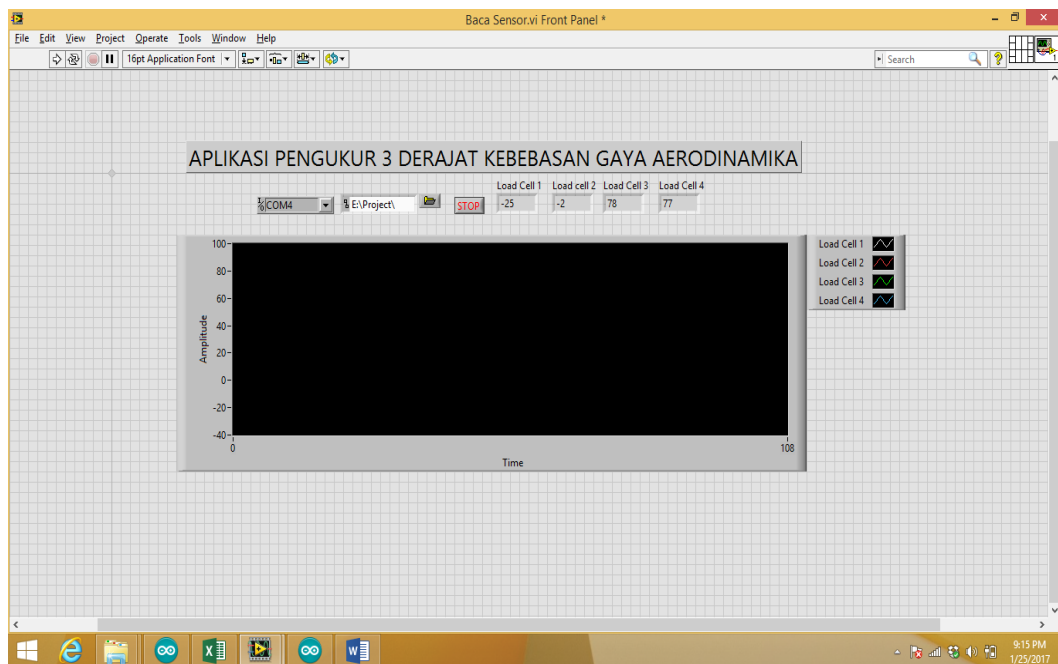 Baca Sensor.vi Front Panel *
File Edit View Project Operate Tools Window Help
16pt Application Font
Search
1
APLIKASI PENGUKUR 3 DERAJAT KEBEBASAN GAYA AERODINAMIKA
Load Cell 1 Load cell 2 Load Cell 3 Load Cell 4
COM4 E:\Project\ STOP -25 -2 78 77
100
80
60
40
20
0
-20
-40
Amplitude
0 108
Time
Load Cell 1
Load Cell 2
Load Cell 3
Load Cell 4
9:15 PM
1/25/2017